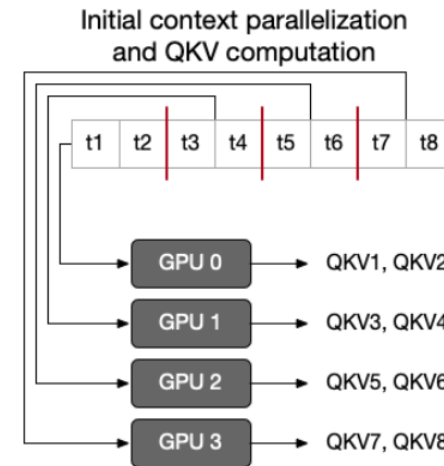 Initial context parallelization
and QKV computation
t1 t2 t3 t4 t5 t6 t7 t8
GPU 0 QKV1, QKV2
GPU 1 QKV3, QKV4
GPU 2 QKV5, QKV6
GPU 3 QKV7, QKV8